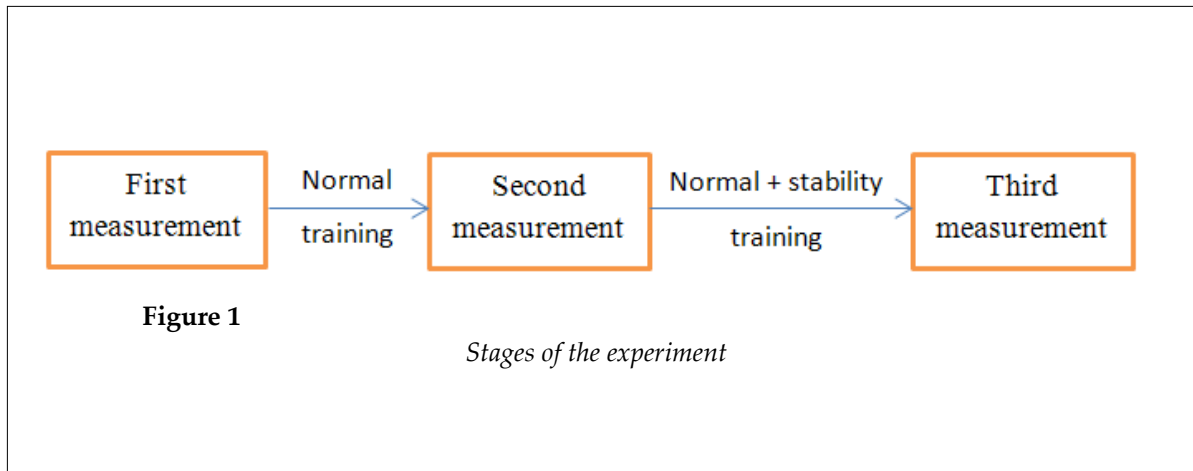 First
measurement
Normal
training
Second
measurement
Normal + stability
training
Third
measurement
Figure 1
Stages of the experiment